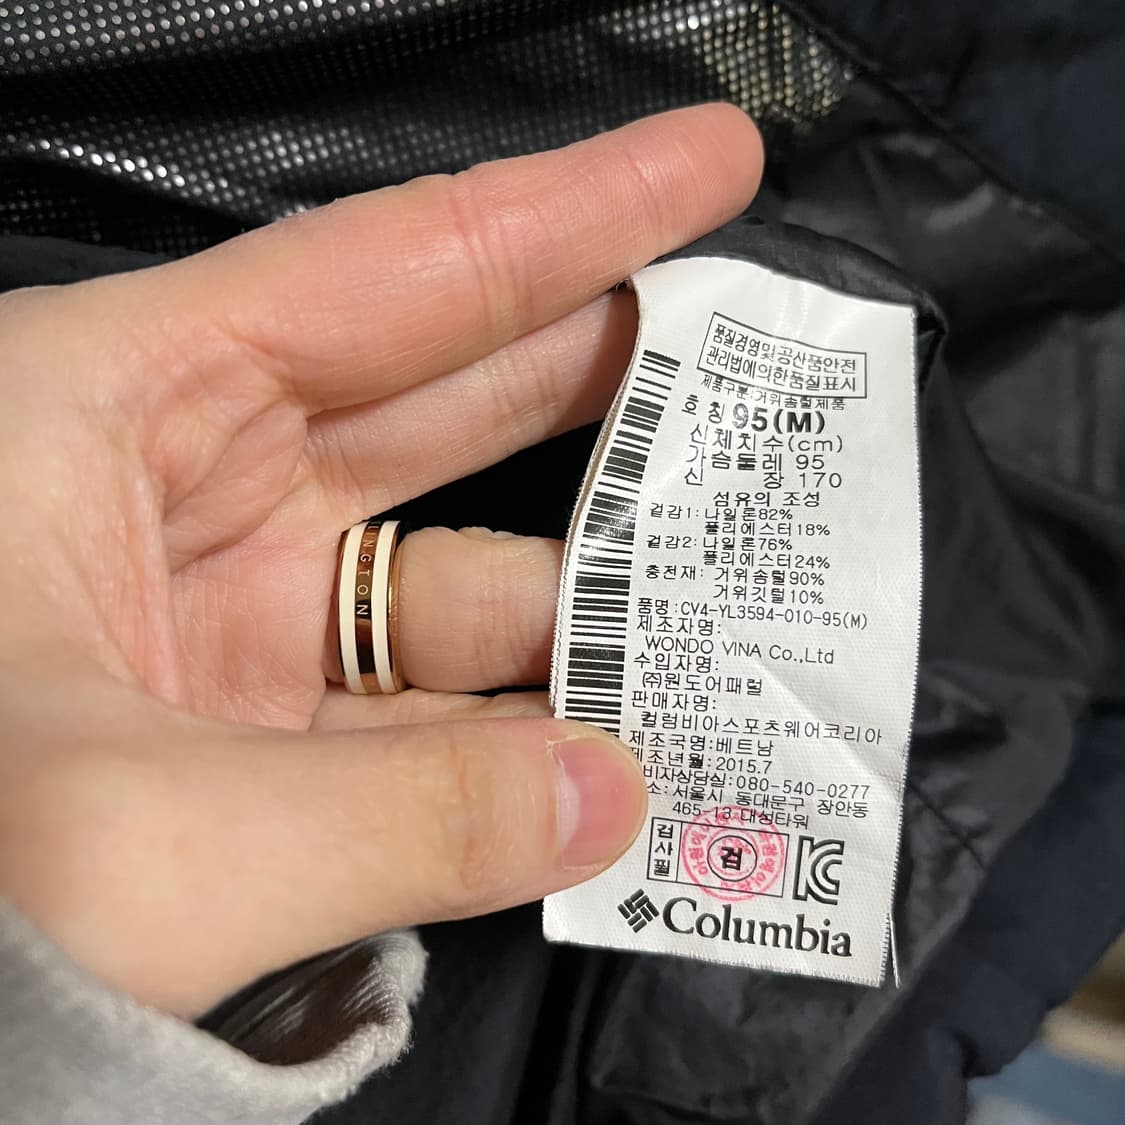 INGTON
품질경영및공산품안전
관리법에의한품질표시
제품구분:거위솜털제품
호 칭 95(M)
신체치수(cm)
가슴둘레 95
신 장 170
섬유의 조성
겉감1: 나일론82%
폴리에스터18%
겉감2: 나일론76%
폴리에스터24%
충전재: 거위솜털90%
거위깃털10%
품명:CV4-YL3594-010-95(M)
제조자명:
WONDO VINA Co.,Ltd
수입자명:
㈜원도어패럴
판매자명:
컬럼비아스포츠웨어코리아
제조국명:베트남
제조년월:2015.7
비자상담실:080-540-0277
소:서울시 동대문구 장안동
465-13 대성타워
검사필
검
KC
Columbia